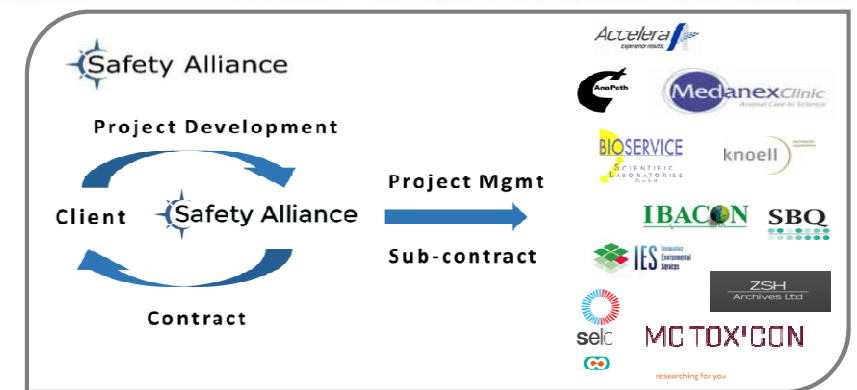 Safety Alliance
Project Development
Client
Safety Alliance
Contract
Project Mgmt
Sub-contract
Accelera
Experience results.
AnaPath
Medanex Clinic
Animal Care in Science
BIOSERVICE
SCIENTIFIC
LABORATORIES
GmbH
knoell
IBACON
SBQ
IES
Innovative
Environmental
Services
ZSH
Archives Ltd
selc
MC TOX'CON
researching for you